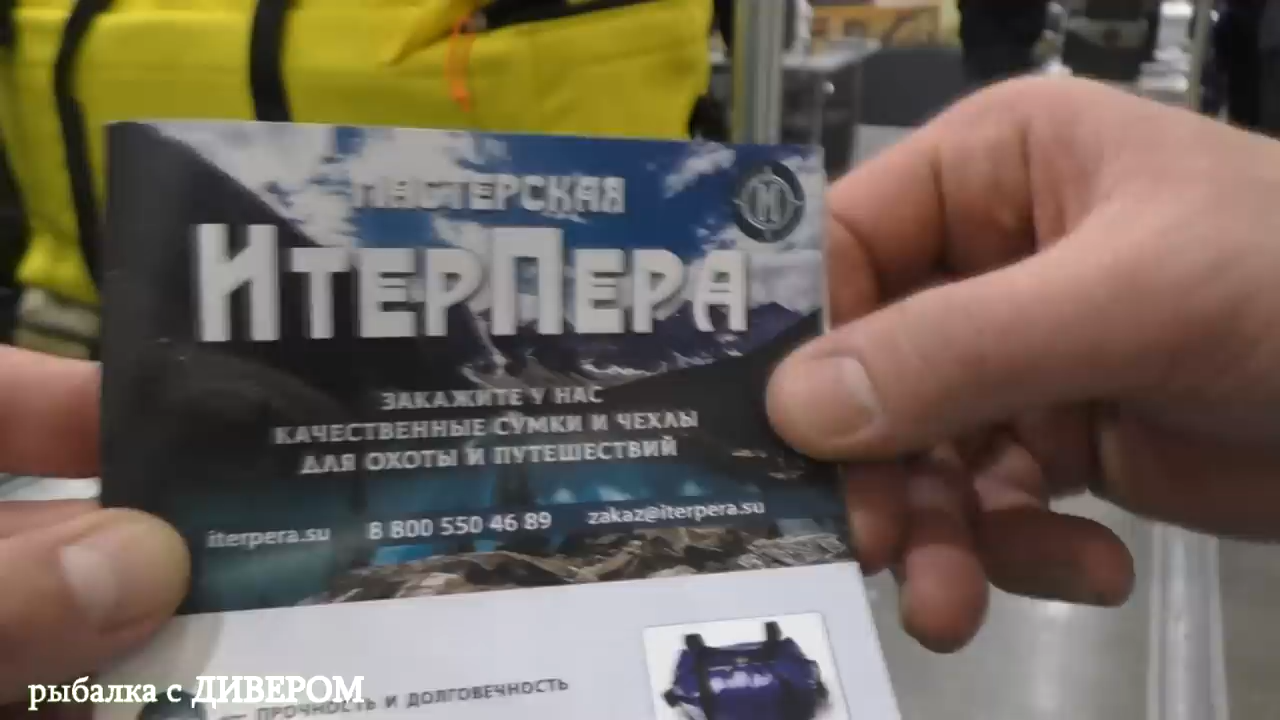 МАСТЕРСКАЯ
ИТЕРПЕРА
ЗАКАЖИТЕ У НАС
КАЧЕСТВЕННЫЕ СУМКИ И ЧЕХЛЫ
ДЛЯ ОХОТЫ И ПУТЕШЕСТВИЙ
iterpera.su 8 800 550 46 89 zakaz@iterpera.su
ПРОЧНОСТЬ И ДОЛГОВЕЧНОСТЬ
рыбалка с ДИВЕРОМ